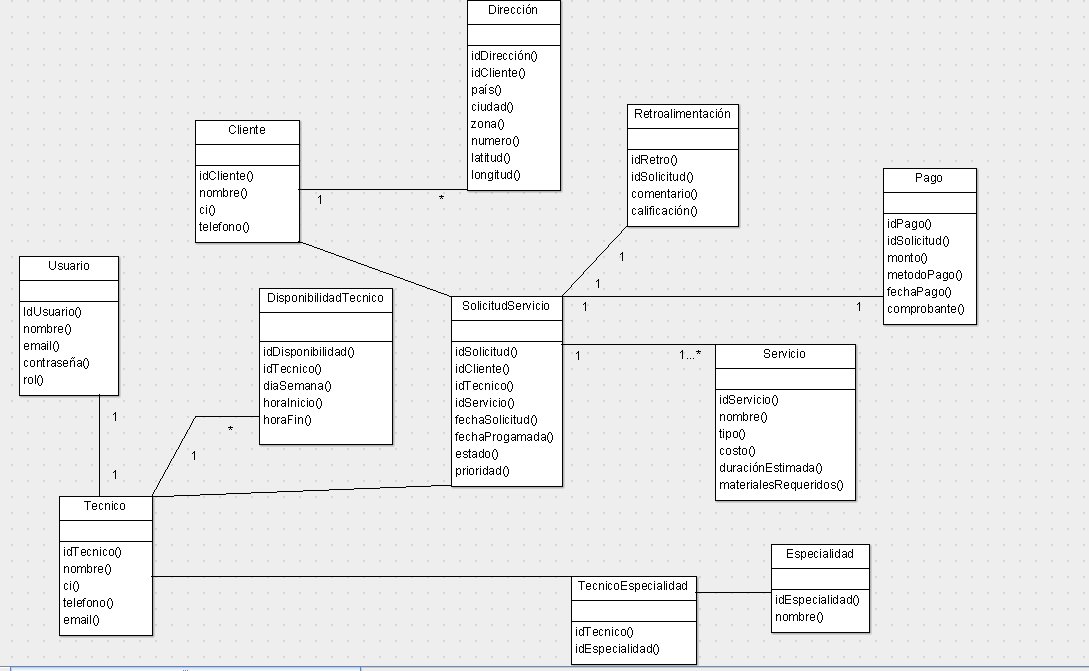 Dirección
idDirección()
idCliente()
país()
ciudad()
zona()
numero()
latitud()
longitud()
Retroalimentación
idRetro()
idSolicitud()
comentario()
calificación()
Cliente
idCliente()
nombre()
ci()
telefono()
1
*
Pago
idPago()
idSolicitud()
monto()
metodoPago()
fechaPago()
comprobante()
1
1
1
1
Usuario
IdUsuario()
nombre()
email()
contraseña()
rol()
DisponibilidadTecnico
idDisponibilidad()
idTecnico()
diaSemana()
horaInicio()
horaFin()
SolicitudServicio
idSolicitud()
idCliente()
idTecnico()
idServicio()
fechaSolicitud()
fechaProgamada()
estado()
prioridad()
1
1...*
Servicio
idServicio()
nombre()
tipo()
costo()
duraciónEstimada()
materialesRequeridos()
1
1
*
1
Tecnico
idTecnico()
nombre()
ci()
telefono()
email()
TecnicoEspecialidad
idTecnico()
idEspecialidad()
Especialidad
idEspecialidad()
nombre()